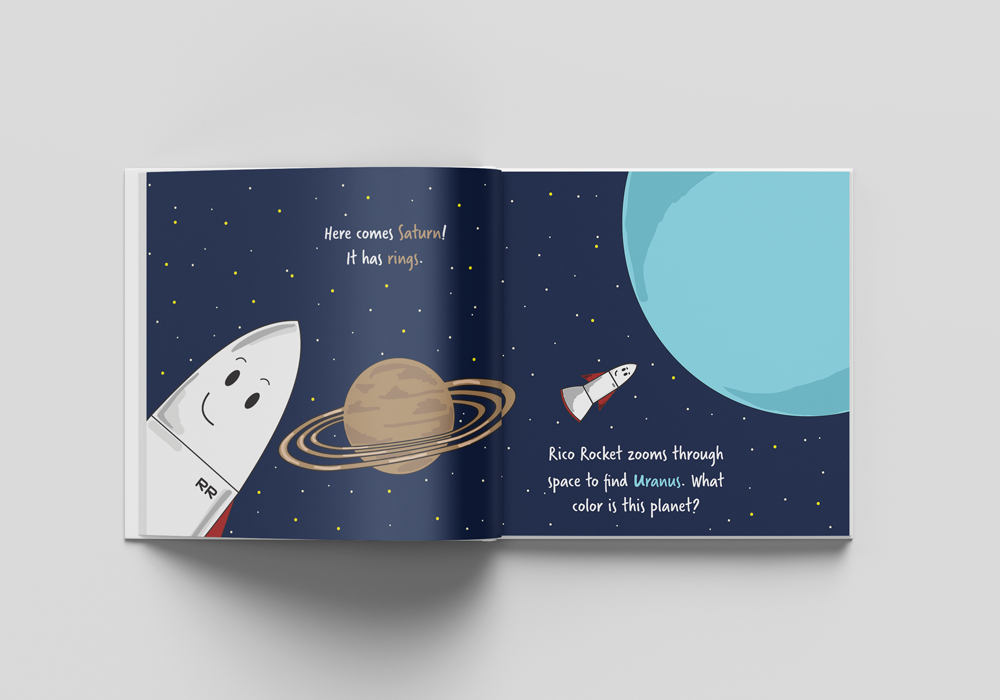 Here comes Saturn!
It has rings.
RR
Rico Rocket zooms through
space to find Uranus. What
color is this planet?